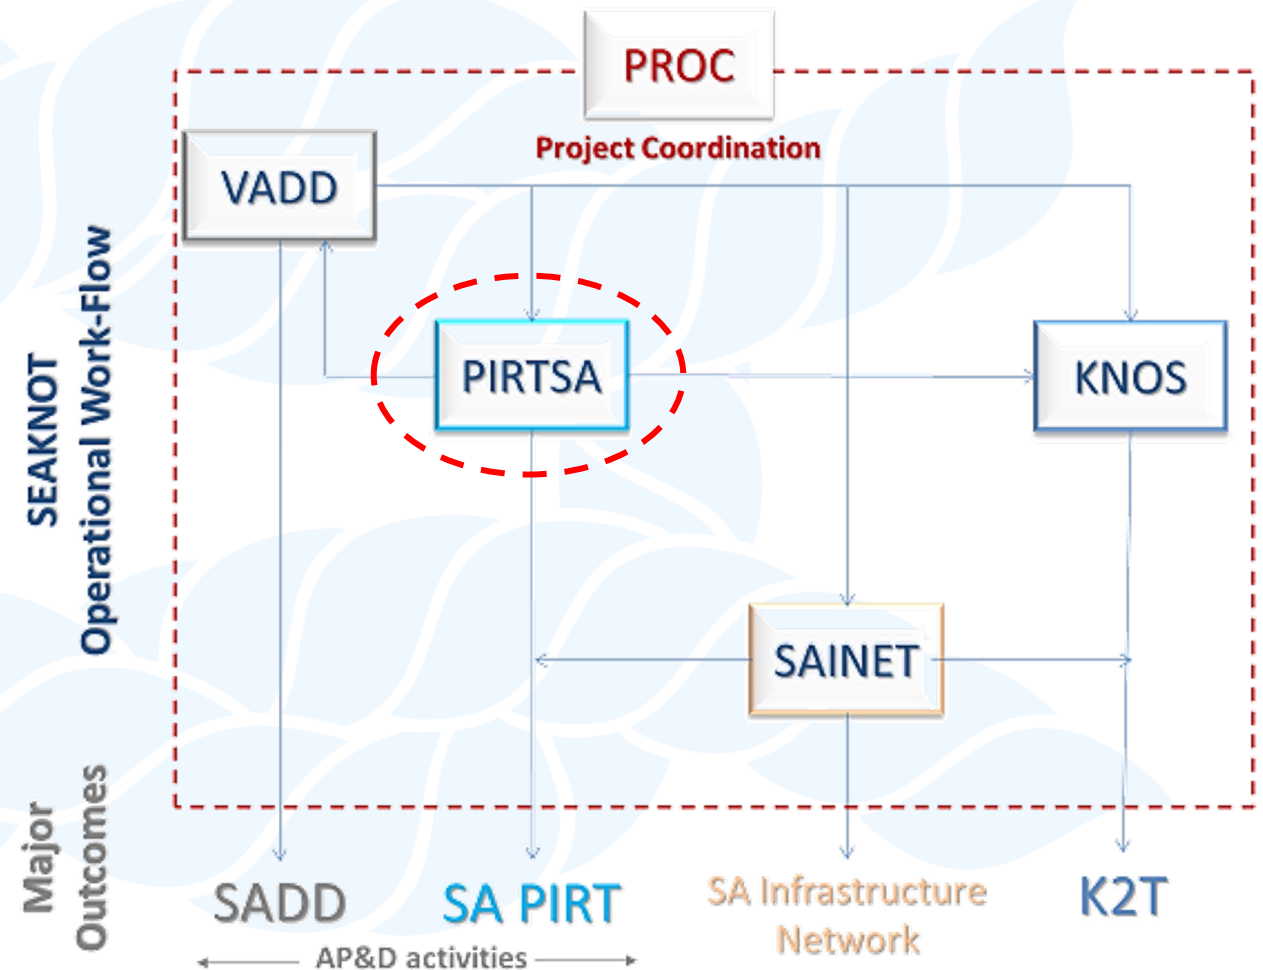 PROC
Project Coordination
VADD
PIRTSA
KNOS
SAINET
SEAKNOT
Operational Work-Flow
Major
Outcomes
SADD
SA PIRT
SA Infrastructure
Network
K2T
AP&D activities